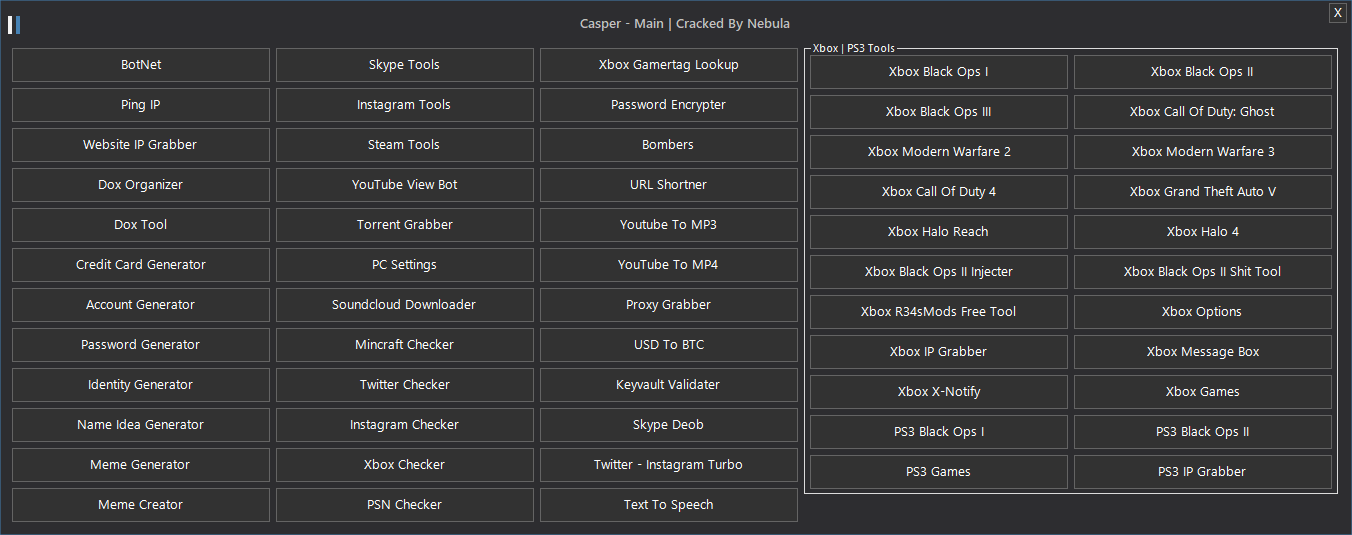 Casper - Main | Cracked By Nebula
X
BotNet
Skype Tools
Xbox Gamertag Lookup
Ping IP
Instagram Tools
Password Encrypter
Website IP Grabber
Steam Tools
Bombers
Dox Organizer
YouTube View Bot
URL Shortner
Dox Tool
Torrent Grabber
Youtube To MP3
Credit Card Generator
PC Settings
YouTube To MP4
Account Generator
Soundcloud Downloader
Proxy Grabber
Password Generator
Mincraft Checker
USD To BTC
Identity Generator
Twitter Checker
Keyvault Validater
Name Idea Generator
Instagram Checker
Skype Deob
Meme Generator
Xbox Checker
Twitter - Instagram Turbo
Meme Creator
PSN Checker
Text To Speech
Xbox | PS3 Tools
Xbox Black Ops I
Xbox Black Ops II
Xbox Black Ops III
Xbox Call Of Duty: Ghost
Xbox Modern Warfare 2
Xbox Modern Warfare 3
Xbox Call Of Duty 4
Xbox Grand Theft Auto V
Xbox Halo Reach
Xbox Halo 4
Xbox Black Ops II Injecter
Xbox Black Ops II Shit Tool
Xbox R34sMods Free Tool
Xbox Options
Xbox IP Grabber
Xbox Message Box
Xbox X-Notify
Xbox Games
PS3 Black Ops I
PS3 Black Ops II
PS3 Games
PS3 IP Grabber